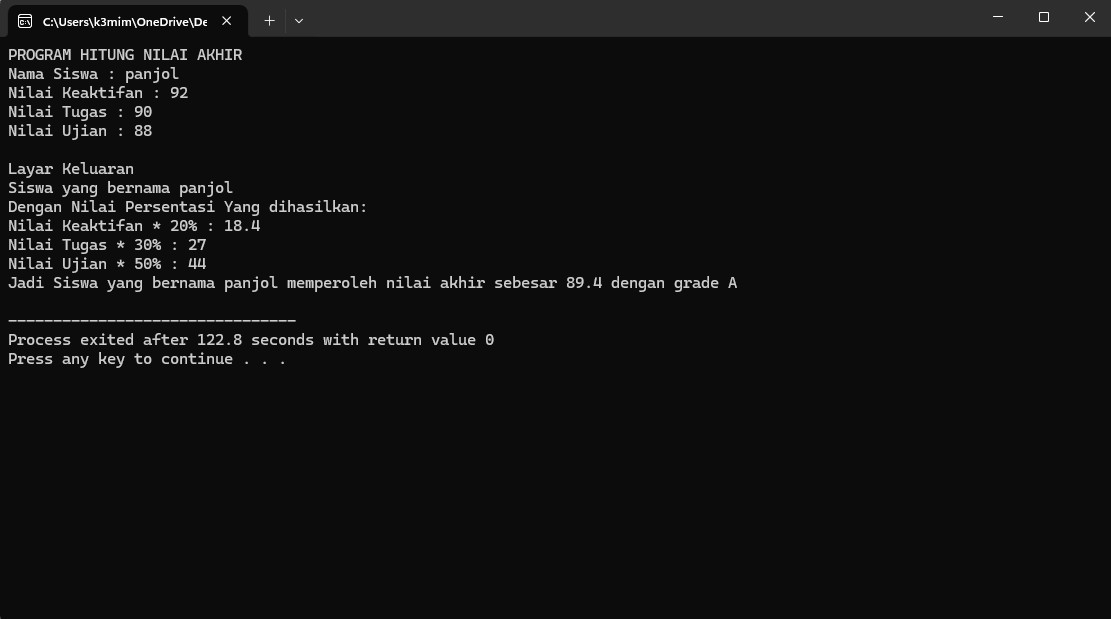 C:\Users\k3mim\OneDrive\De
PROGRAM HITUNG NILAI AKHIR
Nama Siswa : panjol
Nilai Keaktifan : 92
Nilai Tugas : 90
Nilai Ujian : 88
Layar Keluaran
Siswa yang bernama panjol
Dengan Nilai Persentasi Yang dihasilkan:
Nilai Keaktifan * 20% : 18.4
Nilai Tugas * 30% : 27
Nilai Ujian * 50% : 44
Jadi Siswa yang bernama panjol memperoleh nilai akhir sebesar 89.4 dengan grade A
--------------------------------
Process exited after 122.8 seconds with return value 0
Press any key to continue . . .